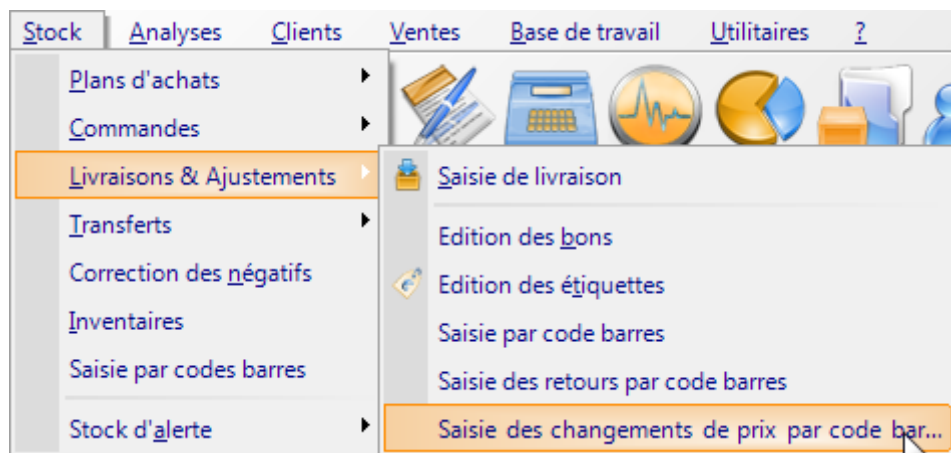 Stock Analyses Clients Ventes Base de travail Utilitaires ?
Plans d'achats
Commandes
Livraisons & Ajustements
Transferts
Correction des négatifs
Inventaires
Saisie par codes barres
Stock d'alerte
Saisie de livraison
Edition des bons
Edition des étiquettes
Saisie par code barres
Saisie des retours par code barres
Saisie des changements de prix par code bar...